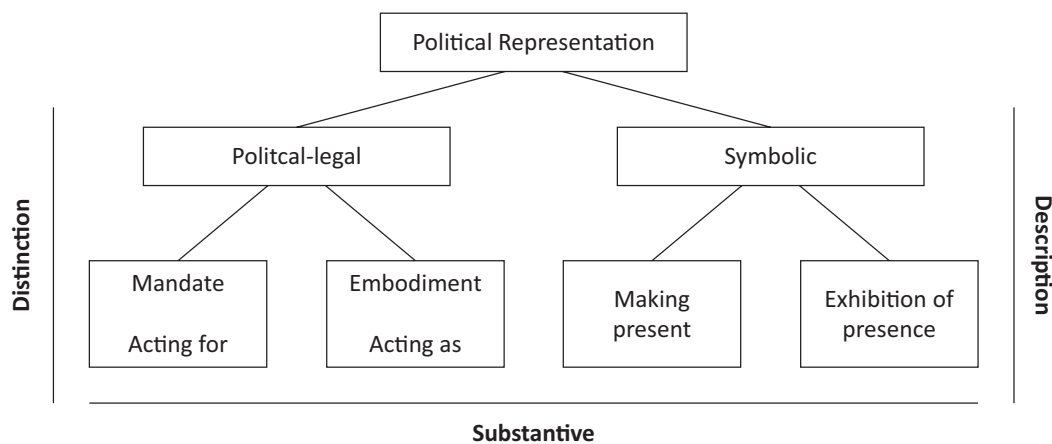 Political Representation
Politcal-legal
Symbolic
Distinction
Description
Mandate
Acting for
Embodiment
Acting as
Making
present
Exhibition of
presence
Substantive